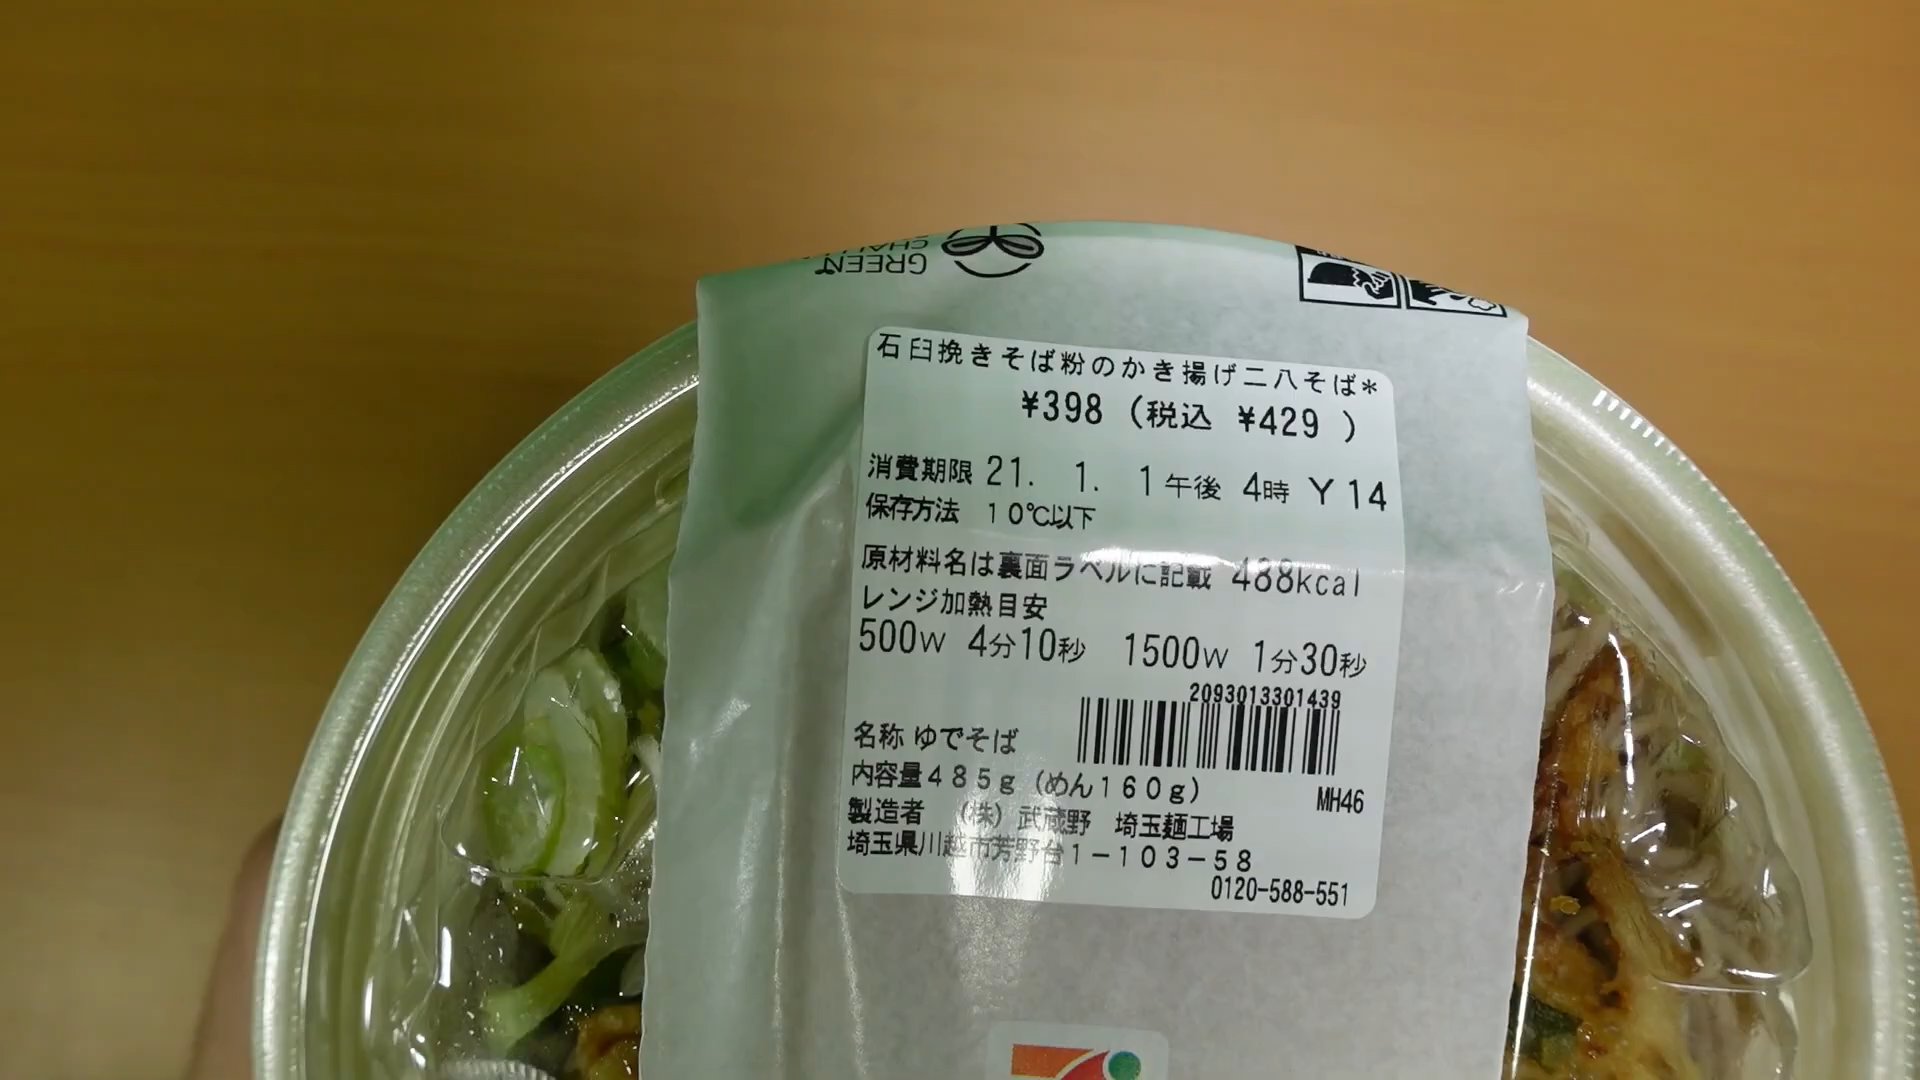 GREEN
石臼挽きそば粉のかき揚げ二八そば*
¥398 (税込 ¥429 )
消費期限 21. 1. 1午後 4時 Y14
保存方法 10℃以下
原材料名は裏面ラベルに記載 488kcal
レンジ加熱目安
500W 4分10秒 1500W 1分30秒
2093013301439
名称 ゆでそば
内容量485g (めん160g)
MH46
製造者 (株) 武蔵野 埼玉麺工場
埼玉県川越市芳野台1-103-58
0120-588-551